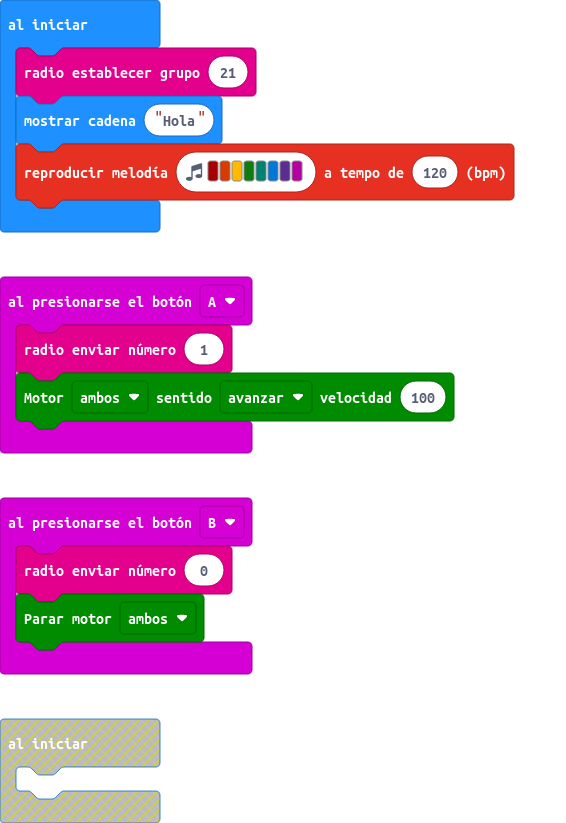 al iniciar
radio establecer grupo 21
mostrar cadena "Hola"
reproducir melodía a tempo de 120 (bpm)
al presionarse el botón A
radio enviar número 1
Motor ambos sentido avanzar velocidad 100
al presionarse el botón B
radio enviar número 0
Parar motor ambos
al iniciar